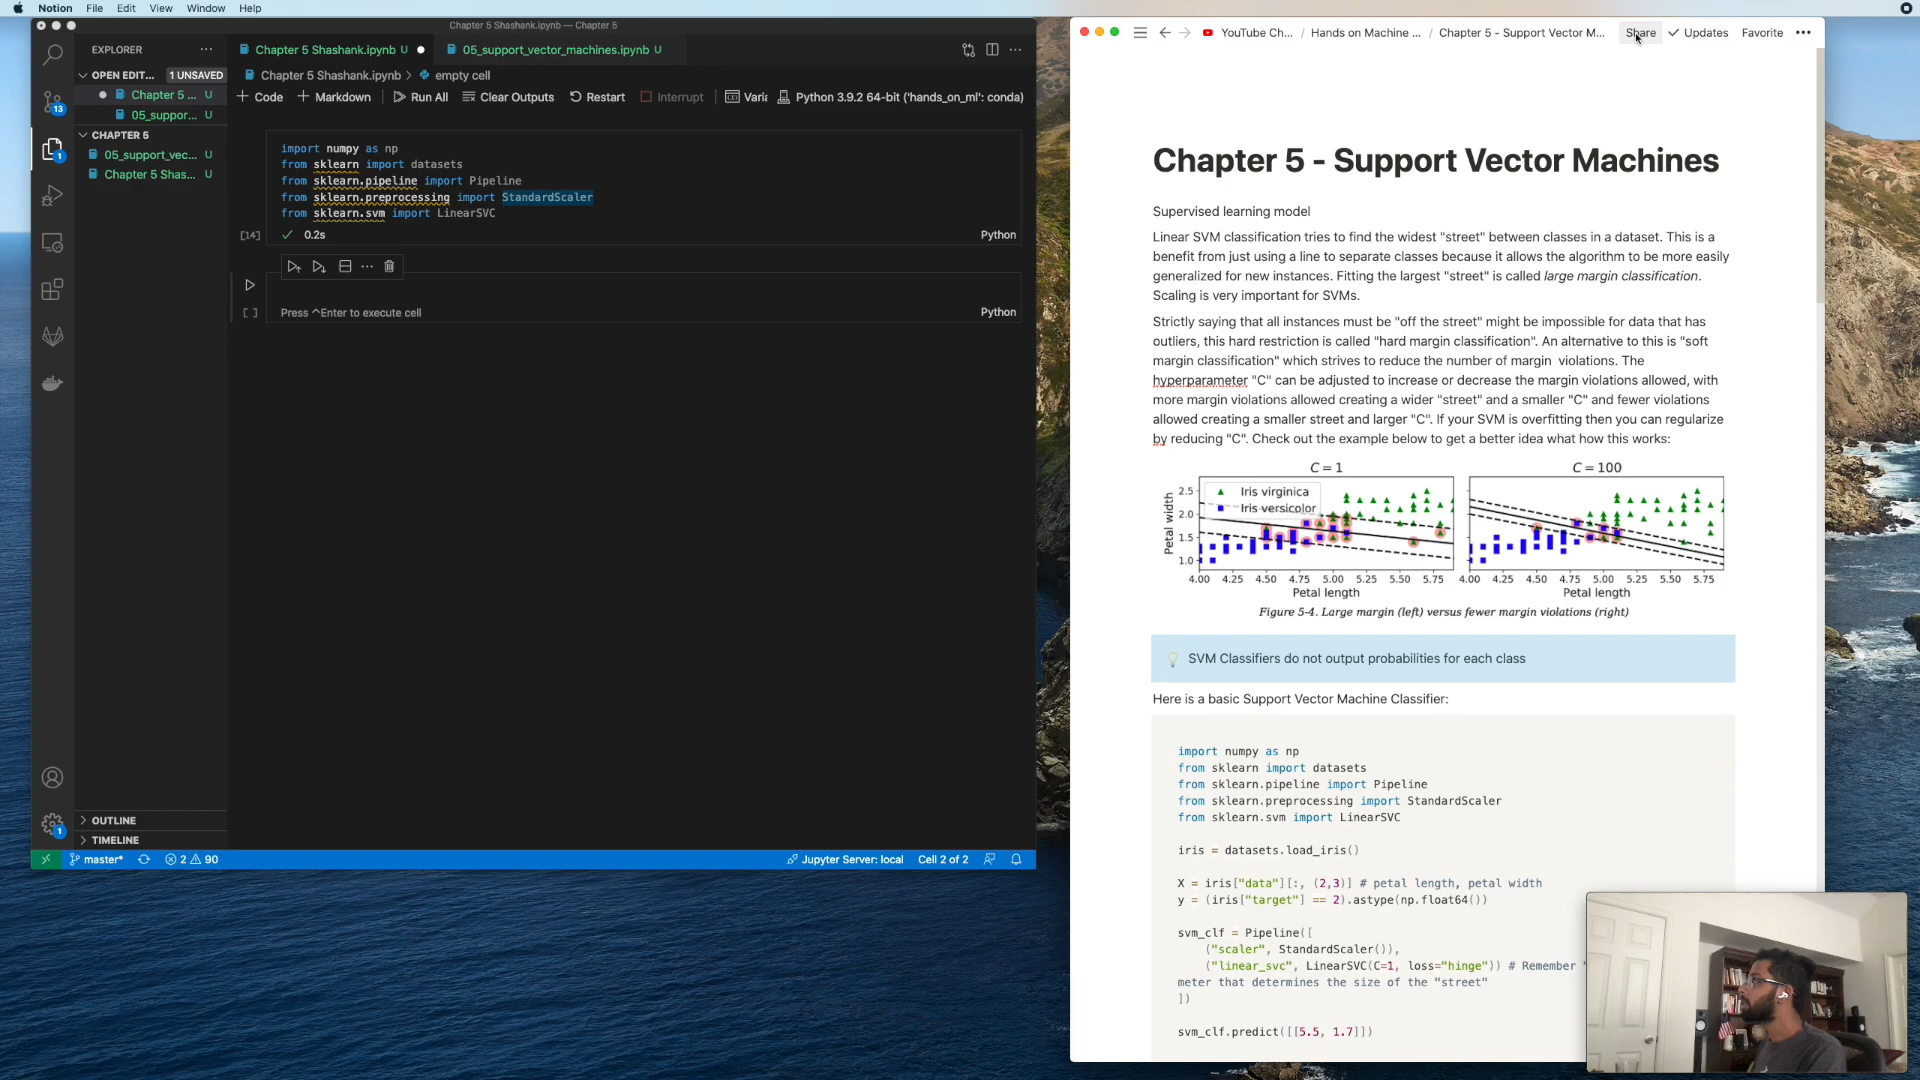 Notion File Edit View Window Help
Chapter 5 Shashank.ipynb — Chapter 5
EXPLORER ···
OPEN EDIT... 1 UNSAVED
Chapter 5 ... U
05_suppor... U
CHAPTER 5
05_support_vec... U
Chapter 5 Shas... U
OUTLINE
TIMELINE
13
1
1
Chapter 5 Shashank.ipynb U
05_support_vector_machines.ipynb U
Chapter 5 Shashank.ipynb > empty cell
+ Code + Markdown Run All Clear Outputs Restart Interrupt Varia Python 3.9.2 64-bit ('hands_on_ml': conda)
import numpy as np
from sklearn import datasets
from sklearn.pipeline import Pipeline
from sklearn.preprocessing import StandardScaler
from sklearn.svm import LinearSVC
[14] ✓ 0.2s Python
[ ] Press ^Enter to execute cell Python
master* 2 90 Jupyter Server: local Cell 2 of 2
YouTube Ch... / Hands on Machine ... / Chapter 5 - Support Vector M... Share ✓ Updates Favorite ···
Chapter 5 - Support Vector Machines
Supervised learning model
Linear SVM classification tries to find the widest "street" between classes in a dataset. This is a
benefit from just using a line to separate classes because it allows the algorithm to be more easily
generalized for new instances. Fitting the largest "street" is called large margin classification.
Scaling is very important for SVMs.
Strictly saying that all instances must be "off the street" might be impossible for data that has
outliers, this hard restriction is called "hard margin classification". An alternative to this is "soft
margin classification" which strives to reduce the number of margin violations. The
hyperparameter "C" can be adjusted to increase or decrease the margin violations allowed, with
more margin violations allowed creating a wider "street" and a smaller "C" and fewer violations
allowed creating a smaller street and larger "C". If your SVM is overfitting then you can regularize
by reducing "C". Check out the example below to get a better idea what how this works:
C = 1
C = 100
Petal width
2.5
2.0
1.5
1.0
Iris virginica
Iris versicolor
4.00 4.25 4.50 4.75 5.00 5.25 5.50 5.75
4.00 4.25 4.50 4.75 5.00 5.25 5.50 5.75
Petal length
Petal length
Figure 5-4. Large margin (left) versus fewer margin violations (right)
SVM Classifiers do not output probabilities for each class
Here is a basic Support Vector Machine Classifier:
import numpy as np
from sklearn import datasets
from sklearn.pipeline import Pipeline
from sklearn.preprocessing import StandardScaler
from sklearn.svm import LinearSVC
iris = datasets.load_iris()
X = iris["data"][:, (2,3)] # petal length, petal width
y = (iris["target"] == 2).astype(np.float64())
svm_clf = Pipeline([
("scaler", StandardScaler()),
("linear_svc", LinearSVC(C=1, loss="hinge")) # Remember
meter that determines the size of the "street"
])
svm_clf.predict([[5.5, 1.7]])